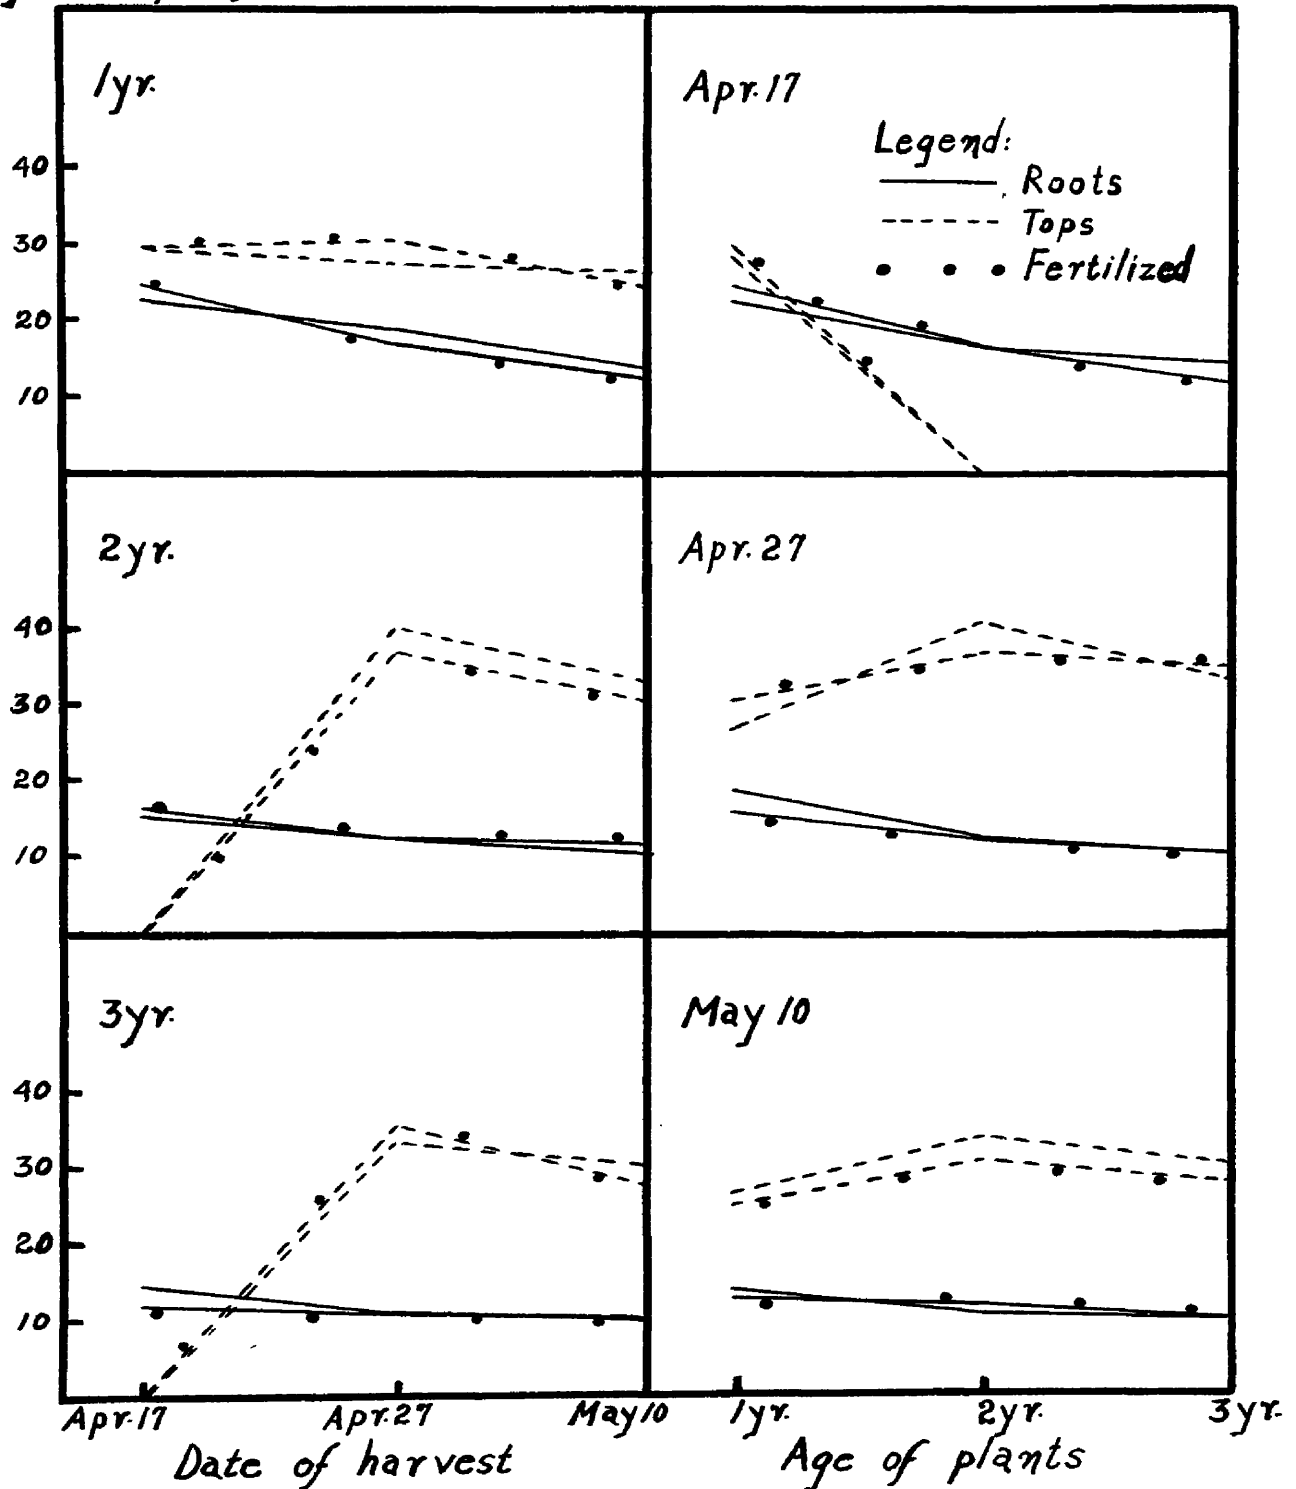 1yr.
40
30
20
10
Apr. 17
Legend:
Roots
Tops
Fertilized
2yr.
40
30
20
10
Apr. 27
3yr.
40
30
20
10
May 10
Apr. 17 Apr. 27 May 10
1yr. 2yr. 3yr.
Date of harvest
Age of plants